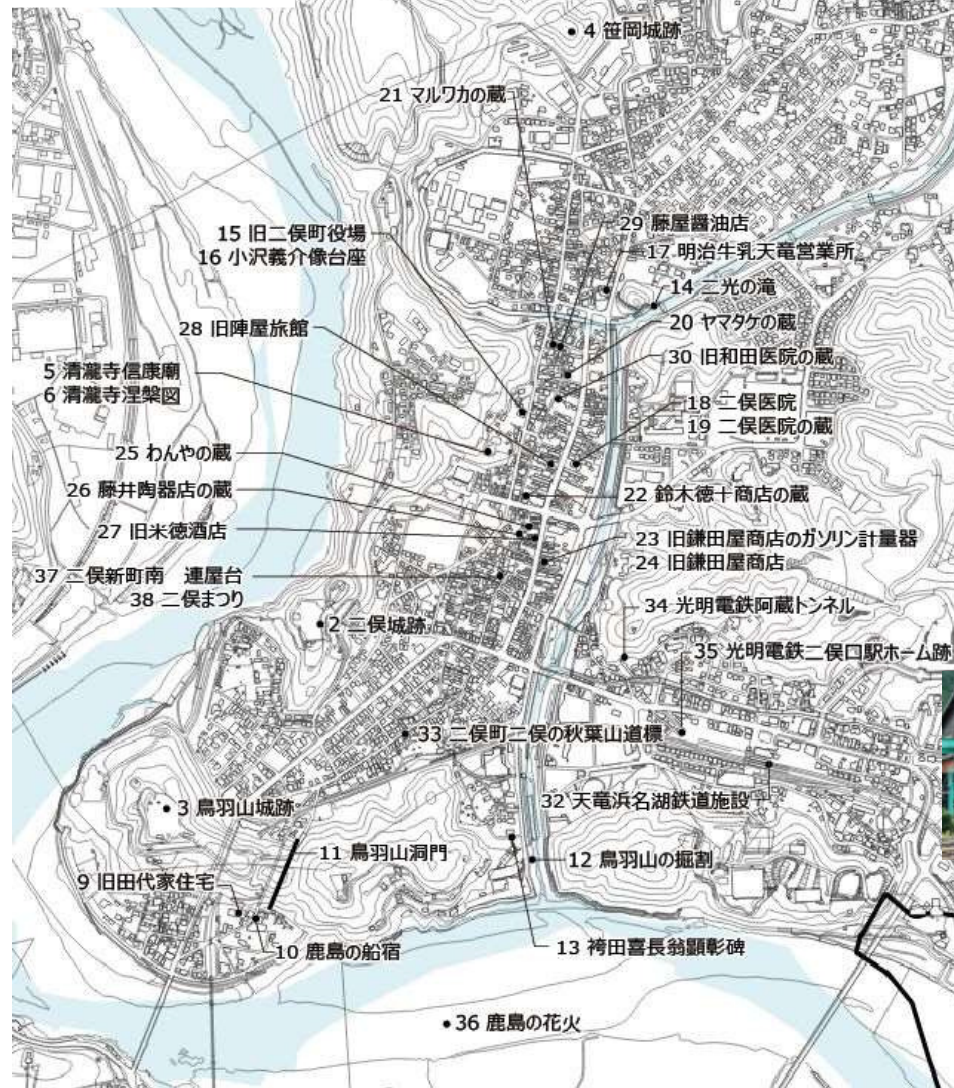 4 笹岡城跡
21 マルワカの蔵
29 藤屋醤油店
15 旧二俣町役場
16 小沢義介像台座
17 明治牛乳天竜営業所
14 二光の滝
20 ヤマタケの蔵
28 旧陣屋旅館
30 旧和田医院の蔵
5 清瀧寺信康廟
6 清瀧寺涅槃図
18 二俣医院
19 二俣医院の蔵
25 わんやの蔵
26 藤井陶器店の蔵
22 鈴木徳十商店の蔵
27 旧米徳酒店
23 旧鎌田屋商店のガソリン計量器
24 旧鎌田屋商店
37 二俣新町南　連屋台
38 二俣まつり
34 光明電鉄阿蔵トンネル
2 二俣城跡
35 光明電鉄二俣口駅ホーム跡
33 二俣町二俣の秋葉山道標
3 鳥羽山城跡
32 天竜浜名湖鉄道施設
11 鳥羽山洞門
12 鳥羽山の掘割
9 旧田代家住宅
10 鹿島の船宿
13 袴田喜長翁顕彰碑
36 鹿島の花火